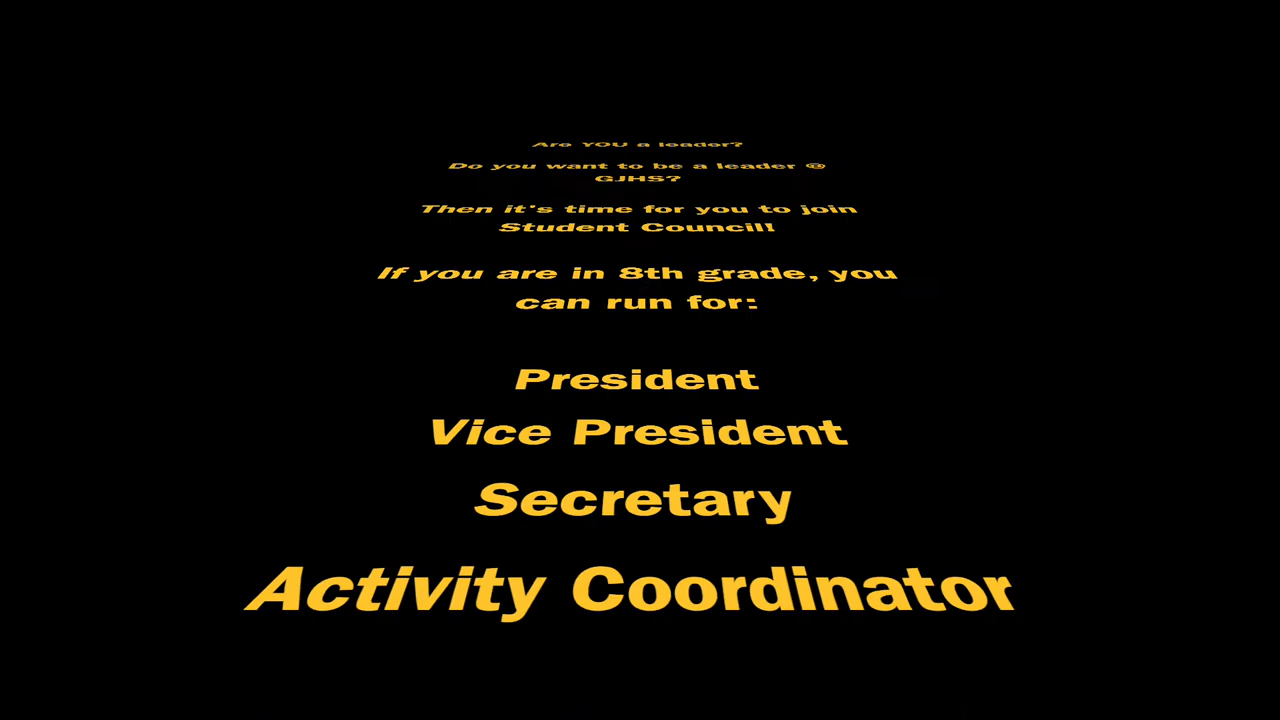 Are YOU a leader?
Do you want to be a leader @
GJHS?
Then it's time for you to join
Student Council!
If you are in 8th grade, you
can run for:
President
Vice President
Secretary
Activity Coordinator